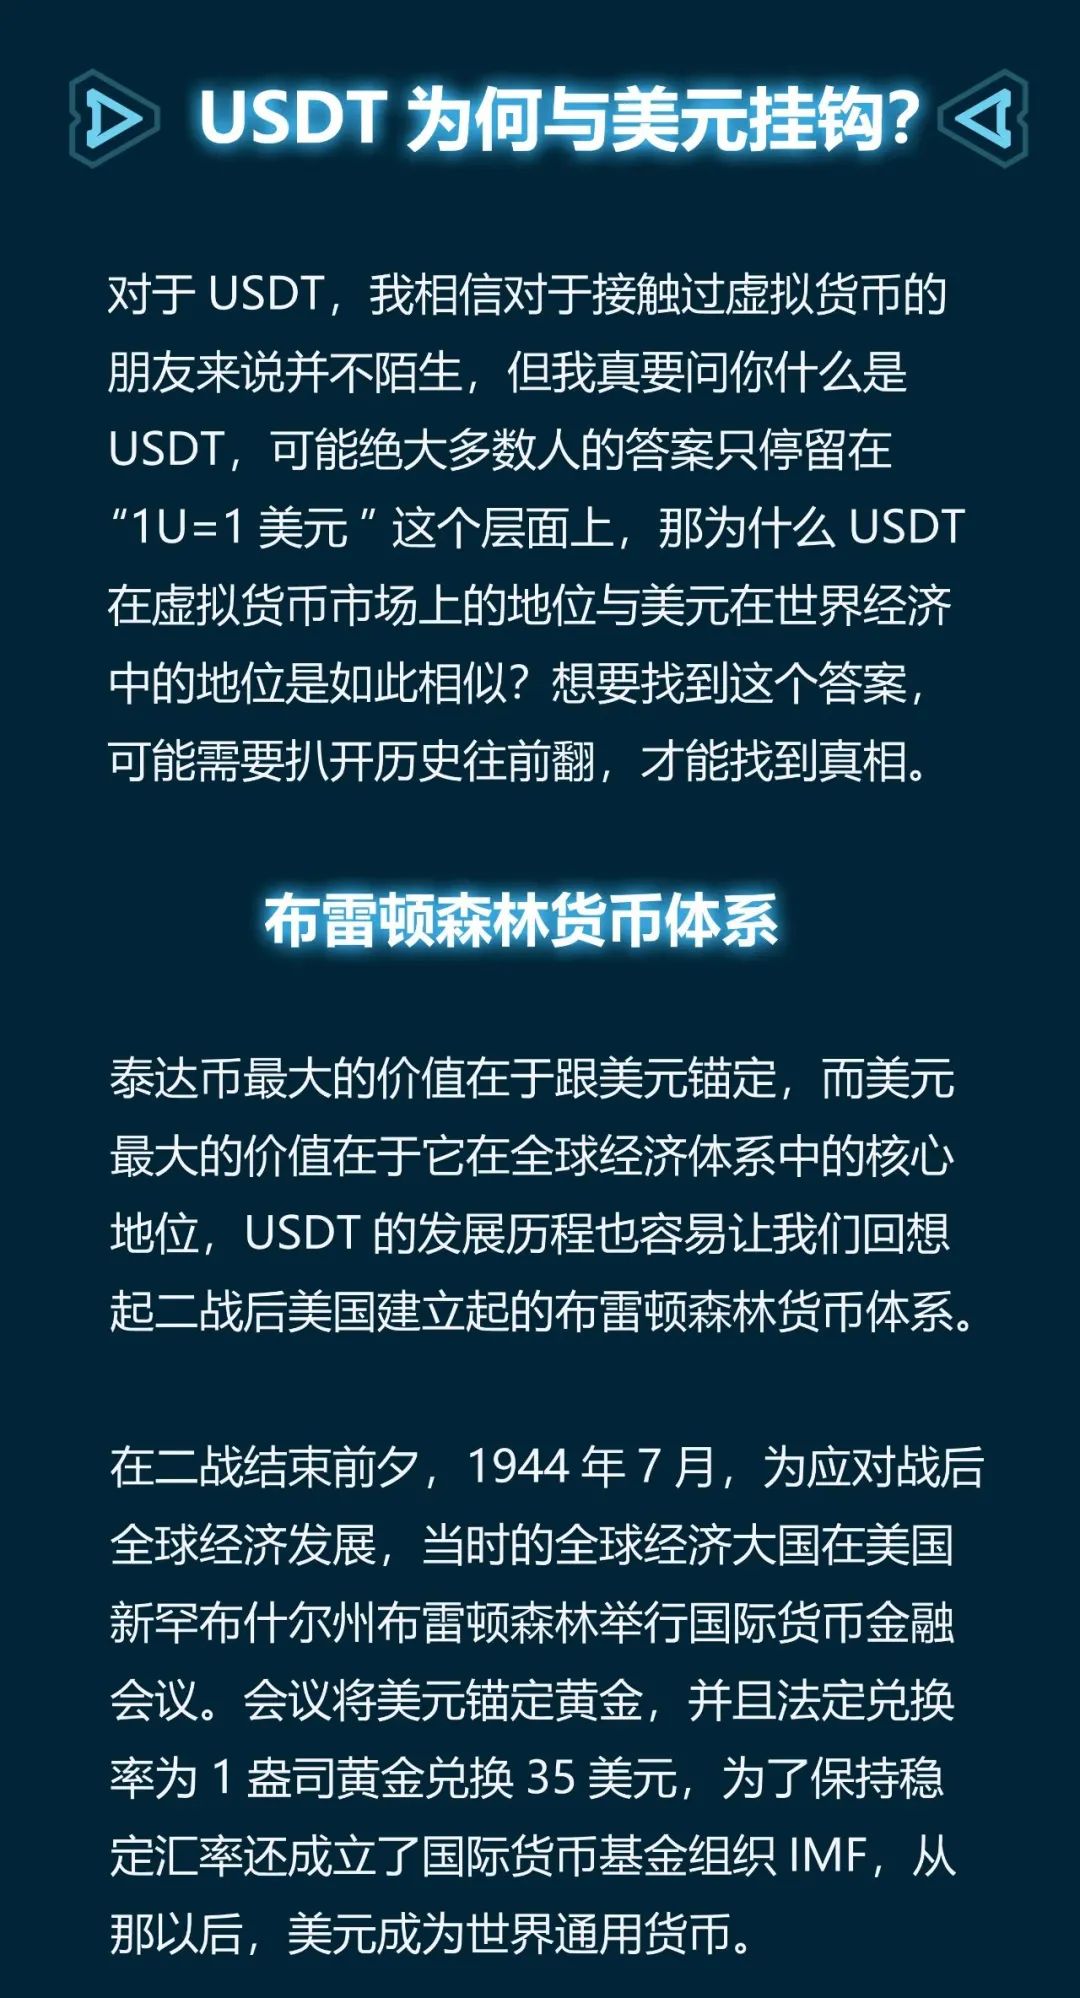 USDT 为何与美元挂钩?
对于 USDT，我相信对于接触过虚拟货币的
朋友来说并不陌生，但我真要问你什么是
USDT，可能绝大多数人的答案只停留在
“1U=1 美元 ” 这个层面上，那为什么 USDT
在虚拟货币市场上的地位与美元在世界经济
中的地位是如此相似？想要找到这个答案，
可能需要扒开历史往前翻，才能找到真相。
布雷顿森林货币体系
泰达币最大的价值在于跟美元锚定，而美元
最大的价值在于它在全球经济体系中的核心
地位，USDT 的发展历程也容易让我们回想
起二战后美国建立起的布雷顿森林货币体系。
在二战结束前夕，1944 年 7 月，为应对战后
全球经济发展，当时的全球经济大国在美国
新罕布什尔州布雷顿森林举行国际货币金融
会议。会议将美元锚定黄金，并且法定兑换
率为 1 盎司黄金兑换 35 美元，为了保持稳
定汇率还成立了国际货币基金组织 IMF，从
那以后，美元成为世界通用货币。